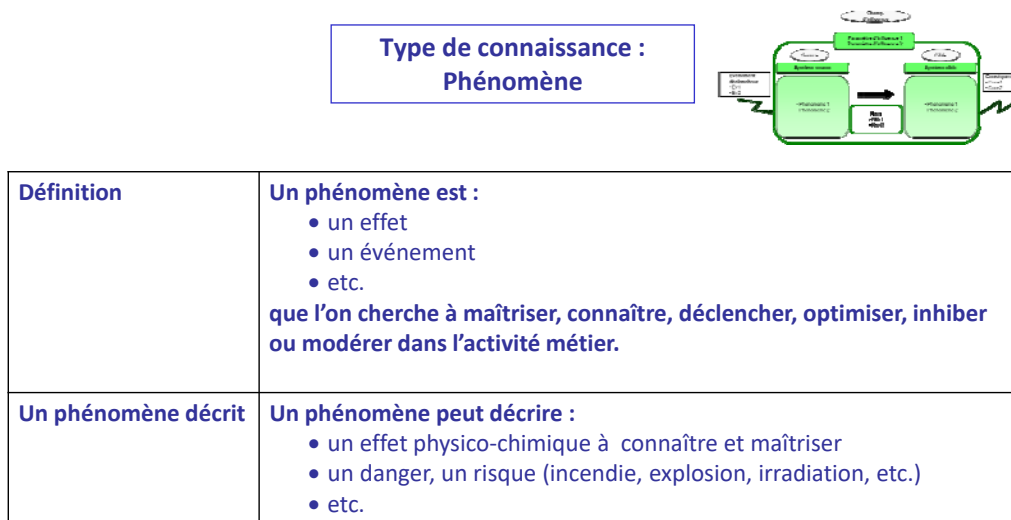 Type de connaissance :
Phénomène
Flux
Définition
Un phénomène est :
• un effet
• un événement
• etc.
que l’on cherche à maîtriser, connaître, déclencher, optimiser, inhiber
ou modérer dans l’activité métier.
Un phénomène décrit
Un phénomène peut décrire :
• un effet physico-chimique à connaître et maîtriser
• un danger, un risque (incendie, explosion, irradiation, etc.)
• etc.